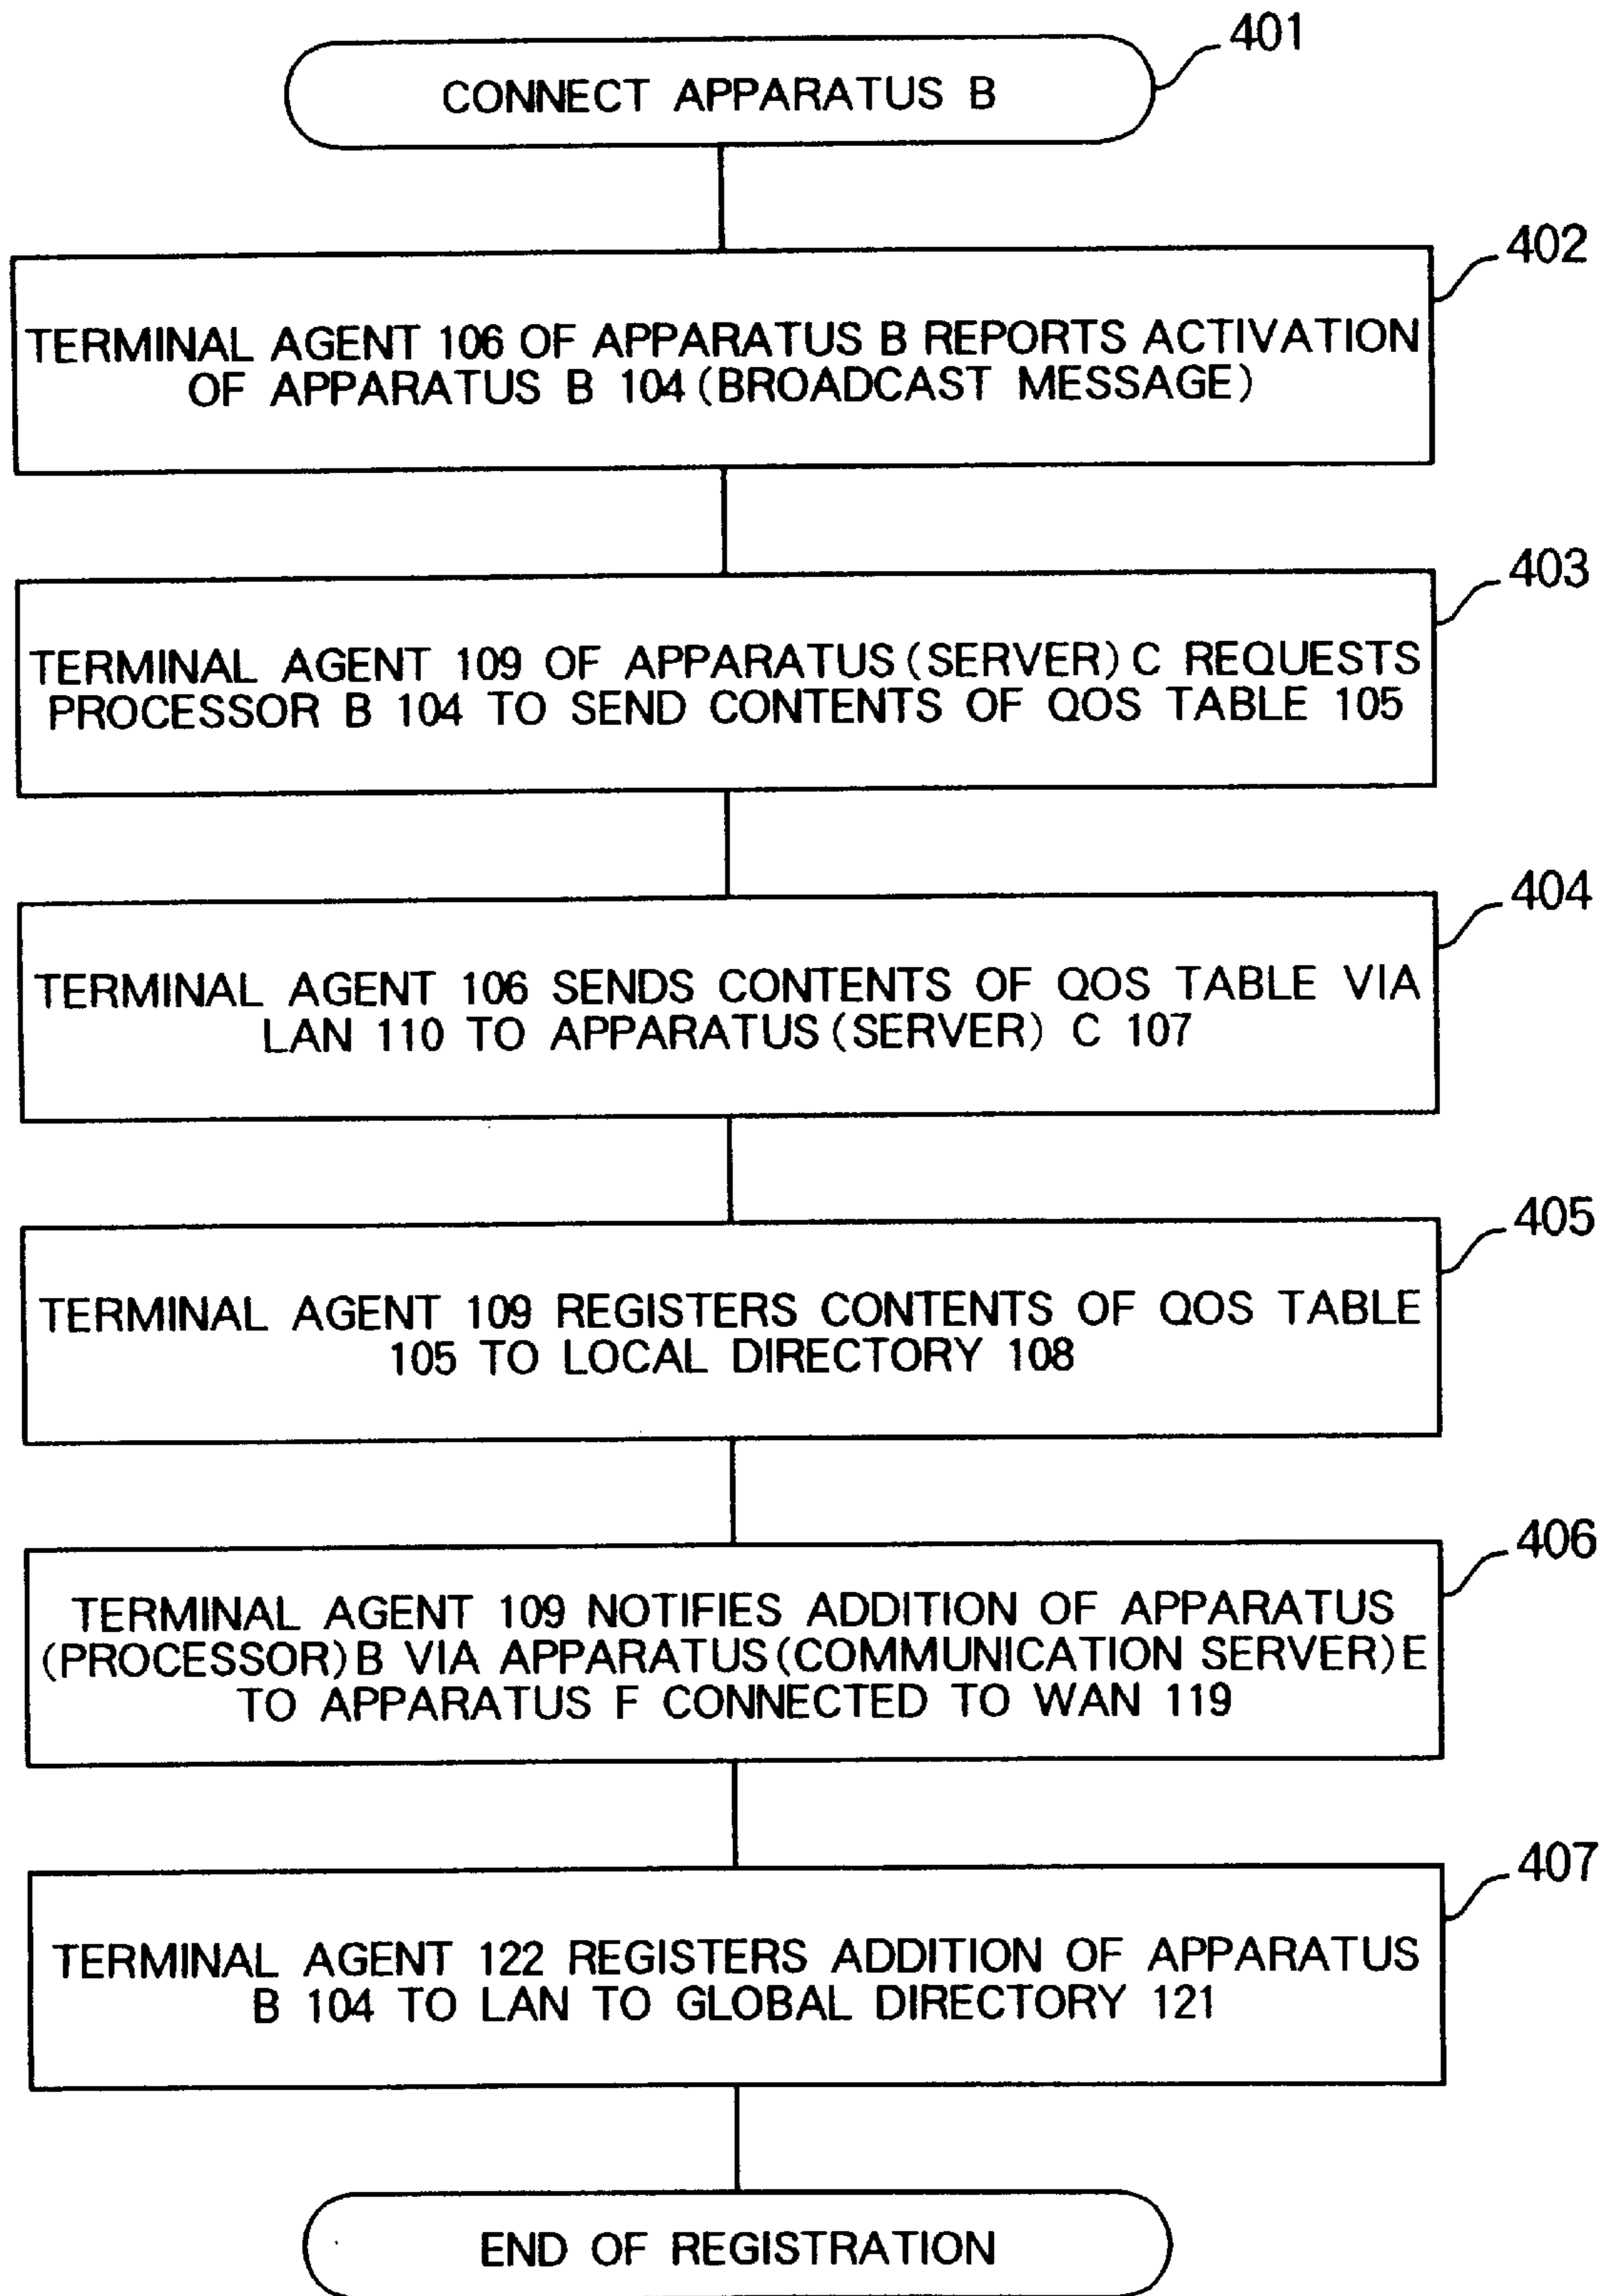 401
CONNECT APPARATUS B
402
TERMINAL AGENT 106 OF APPARATUS B REPORTS ACTIVATION
OF APPARATUS B 104 (BROADCAST MESSAGE)
403
TERMINAL AGENT 109 OF APPARATUS (SERVER) C REQUESTS
PROCESSOR B 104 TO SEND CONTENTS OF QOS TABLE 105
404
TERMINAL AGENT 106 SENDS CONTENTS OF QOS TABLE VIA
LAN 110 TO APPARATUS (SERVER) C 107
405
TERMINAL AGENT 109 REGISTERS CONTENTS OF QOS TABLE
105 TO LOCAL DIRECTORY 108
406
TERMINAL AGENT 109 NOTIFIES ADDITION OF APPARATUS
(PROCESSOR) B VIA APPARATUS (COMMUNICATION SERVER) E
TO APPARATUS F CONNECTED TO WAN 119
407
TERMINAL AGENT 122 REGISTERS ADDITION OF APPARATUS
B 104 TO LAN TO GLOBAL DIRECTORY 121
END OF REGISTRATION